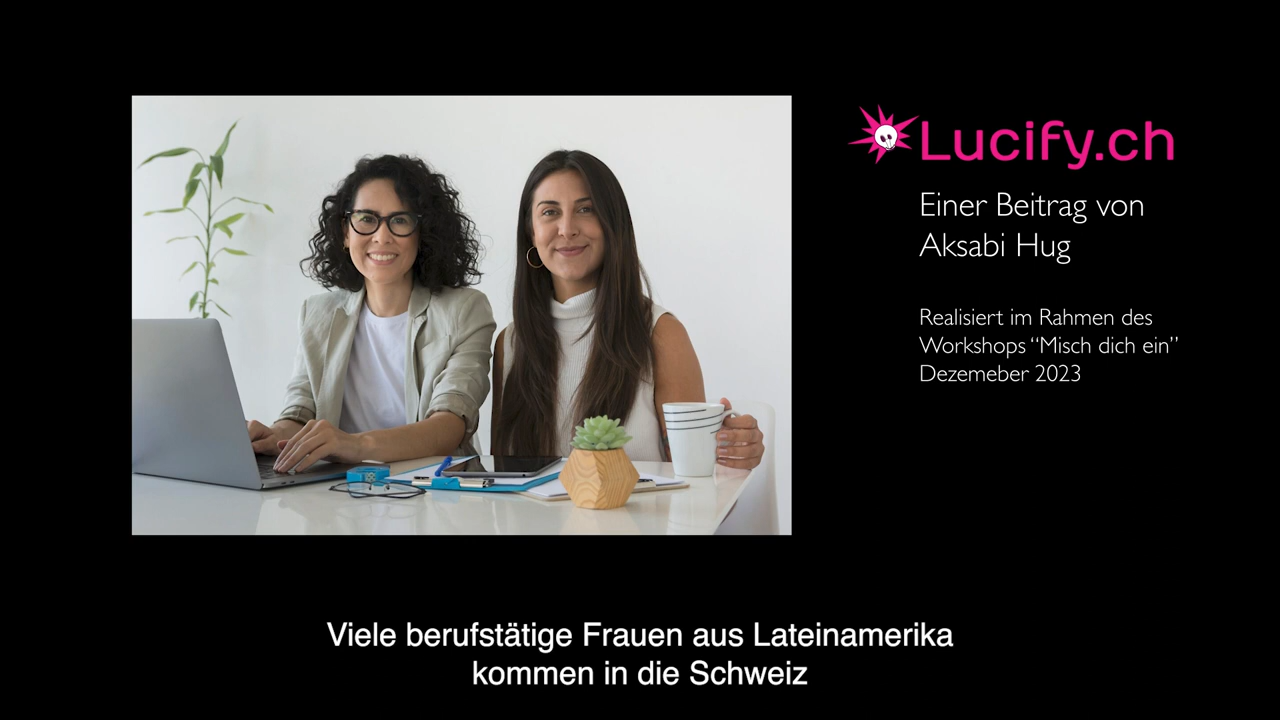 Lucify.ch
Einer Beitrag von
Aksabi Hug
Realisiert im Rahmen des
Workshops “Misch dich ein”
Dezemeber 2023
Viele berufstätige Frauen aus Lateinamerika
kommen in die Schweiz